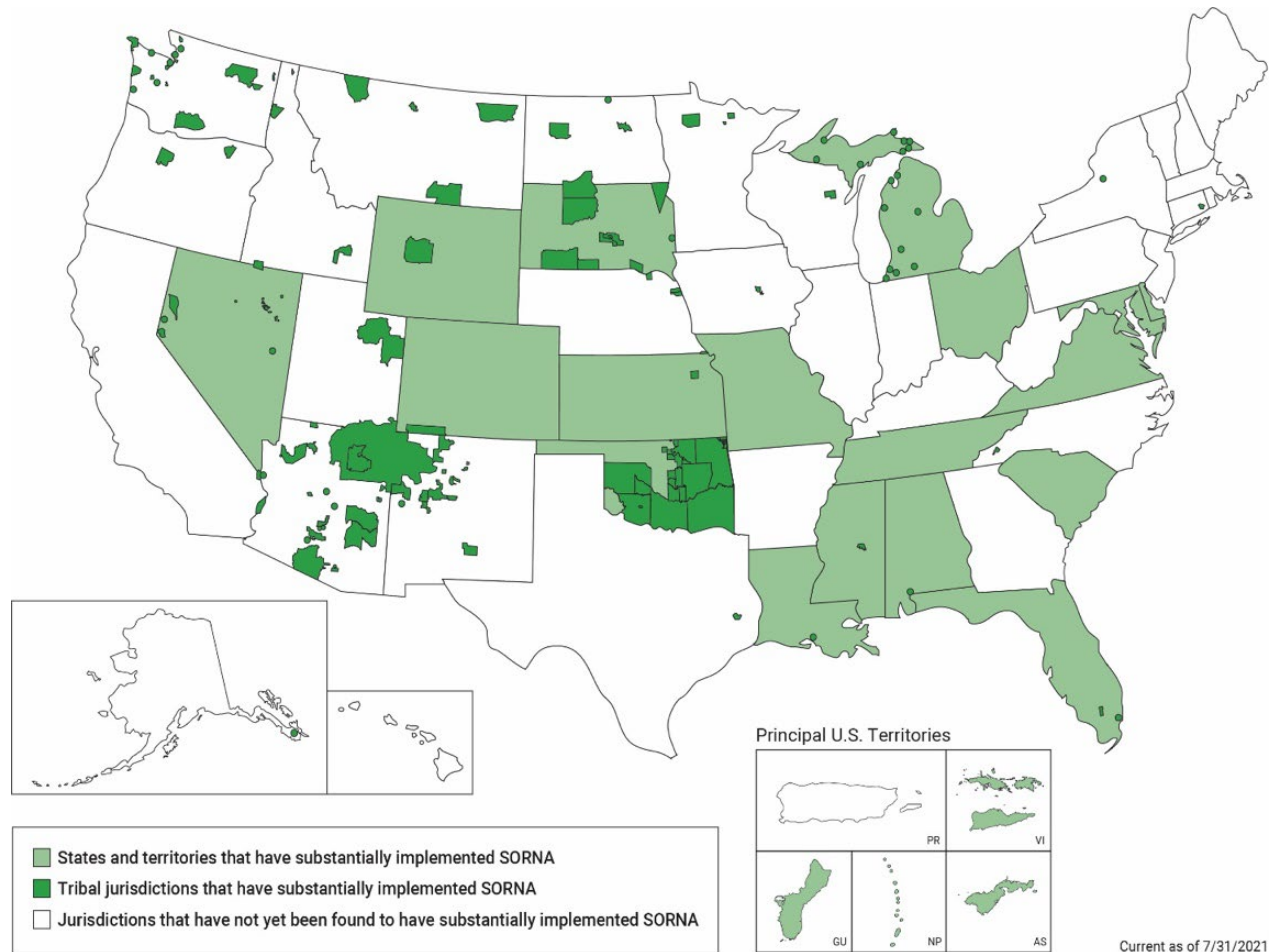 Principal U.S. Territories
PR
VI
GU
NP
AS
States and territories that have substantially implemented SORNA
Tribal jurisdictions that have substantially implemented SORNA
Jurisdictions that have not yet been found to have substantially implemented SORNA
Current as of 7/31/2021